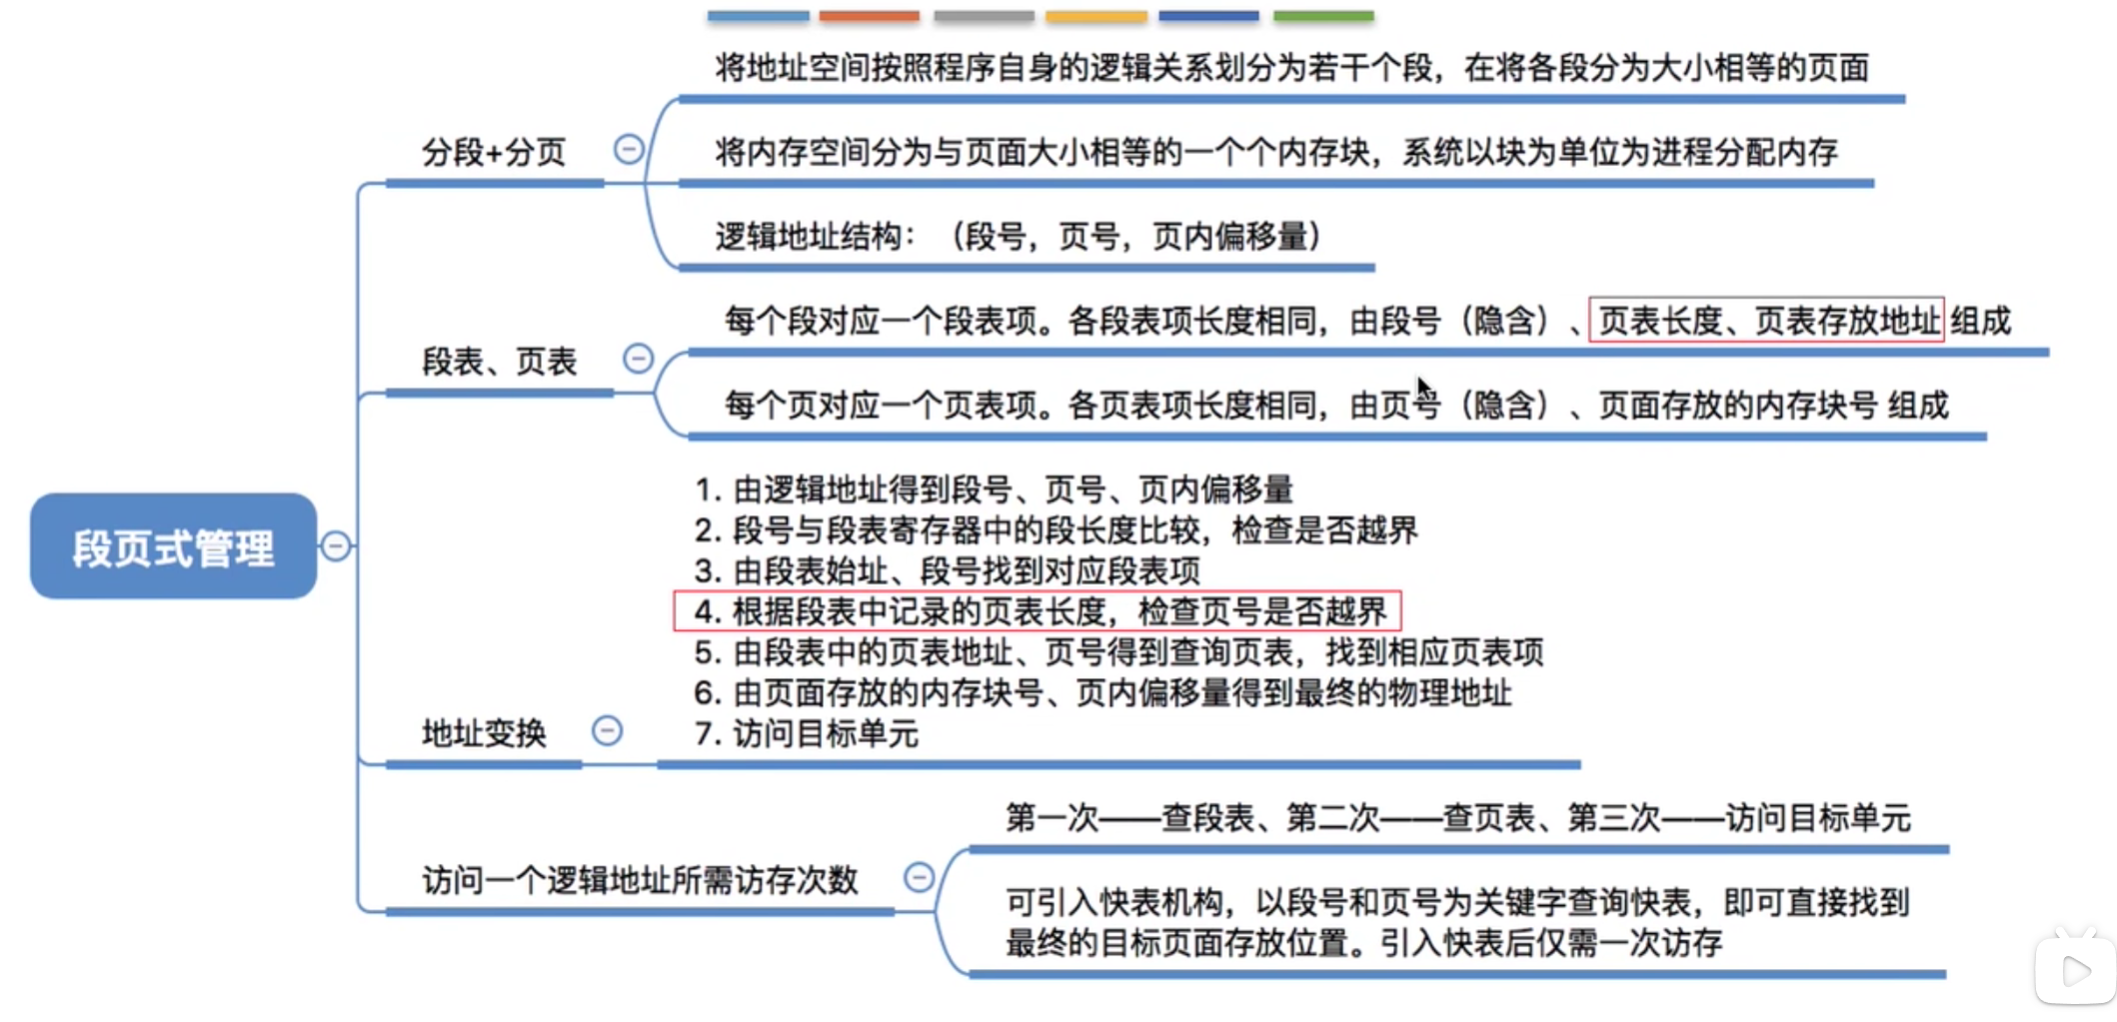 将地址空间按照程序自身的逻辑关系划分为若干个段，在将各段分为大小相等的页面
分段+分页
将内存空间分为与页面大小相等的一个个内存块，系统以块为单位为进程分配内存
逻辑地址结构：（段号，页号，页内偏移量）
每个段对应一个段表项。各段表项长度相同，由段号（隐含）、页表长度、页表存放地址 组成
段表、页表
每个页对应一个页表项。各页表项长度相同，由页号（隐含）、页面存放的内存块号 组成
段页式管理
1. 由逻辑地址得到段号、页号、页内偏移量
2. 段号与段表寄存器中的段长度比较，检查是否越界
3. 由段表始址、段号找到对应段表项
4. 根据段表中记录的页表长度，检查页号是否越界
5. 由段表中的页表地址、页号得到查询页表，找到相应页表项
6. 由页面存放的内存块号、页内偏移量得到最终的物理地址
7. 访问目标单元
地址变换
第一次——查段表、第二次——查页表、第三次——访问目标单元
访问一个逻辑地址所需访存次数
可引入快表机构，以段号和页号为关键字查询快表，即可直接找到
最终的目标页面存放位置。引入快表后仅需一次访存